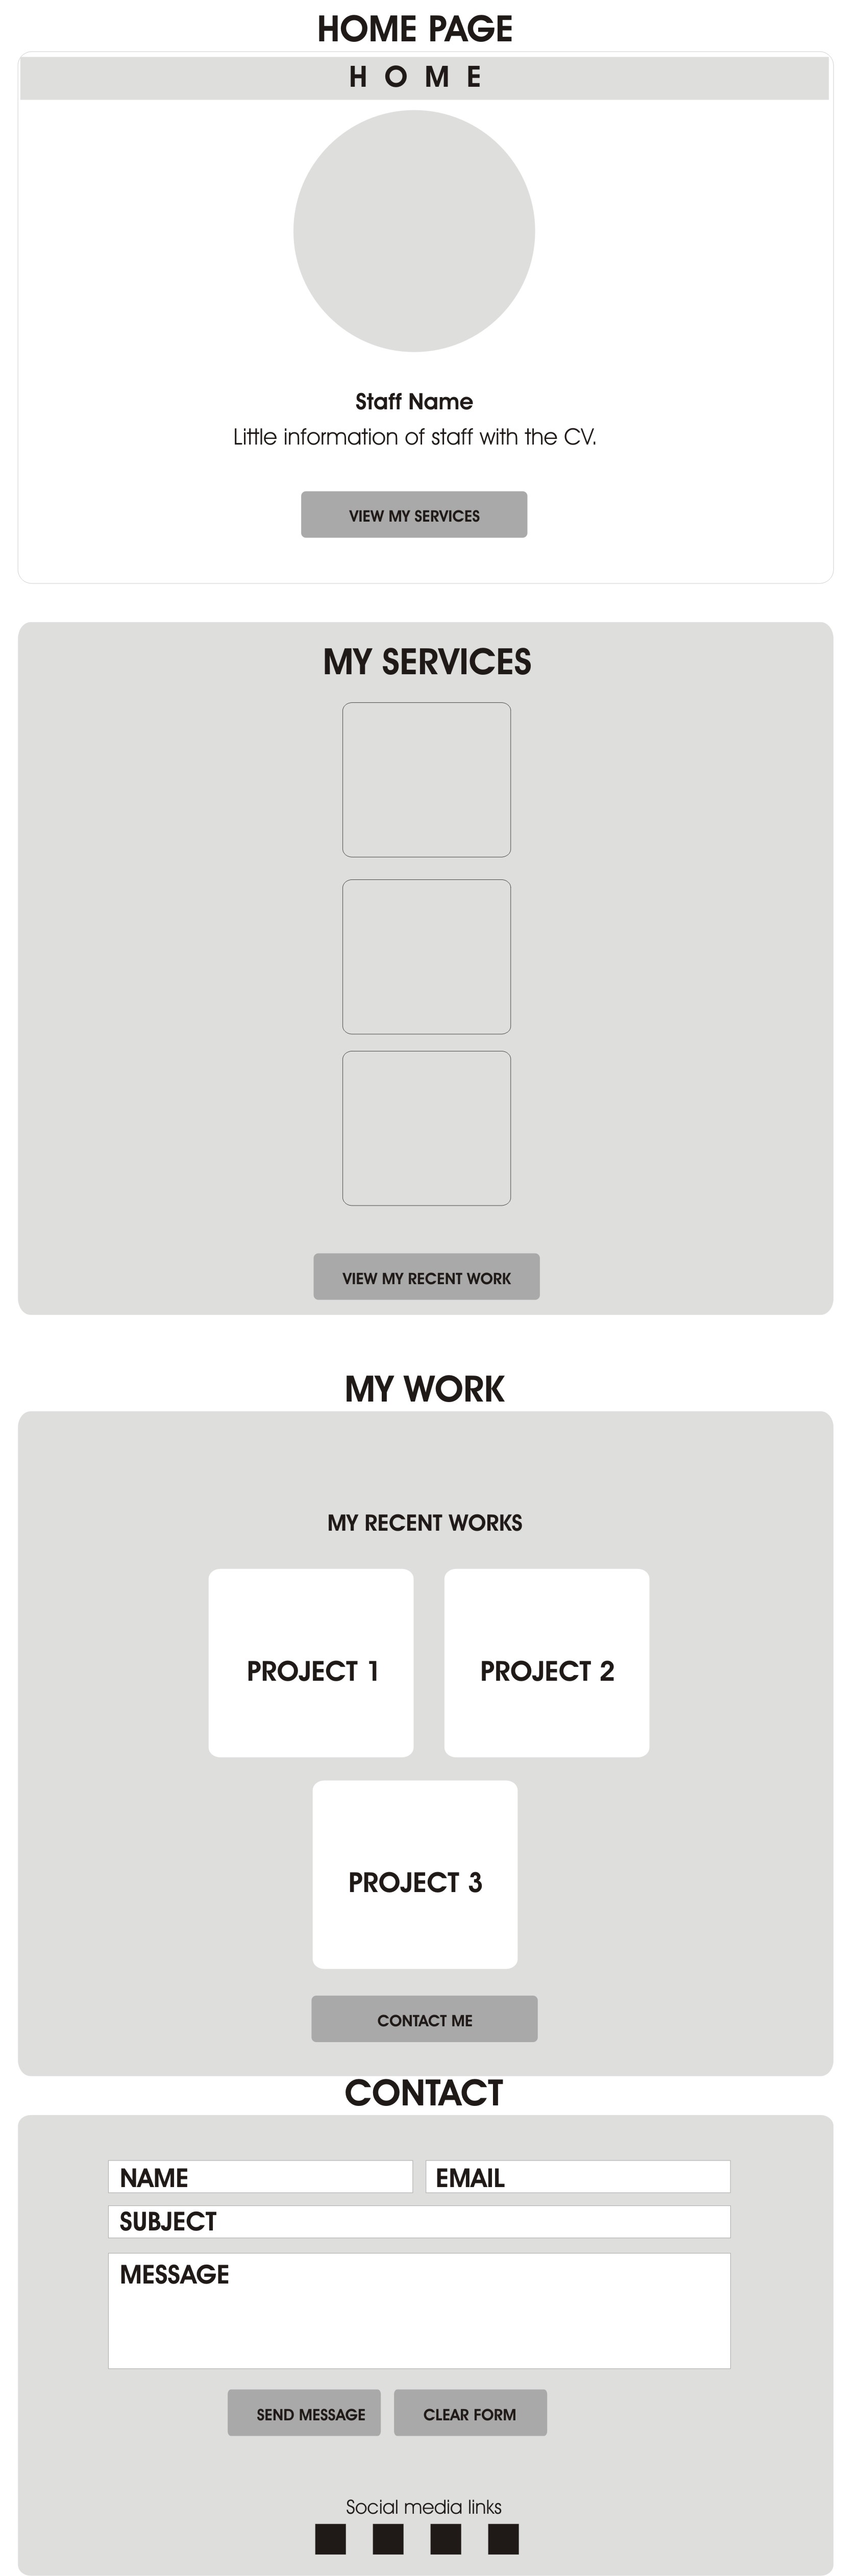 HOME PAGE
H O M E
Staff Name
Little information of staff with the CV.
VIEW MY SERVICES
MY SERVICES
VIEW MY RECENT WORK
MY WORK
MY RECENT WORKS
PROJECT 1
PROJECT 2
PROJECT 3
CONTACT ME
CONTACT
NAME
EMAIL
SUBJECT
MESSAGE
SEND MESSAGE
CLEAR FORM
Social media links